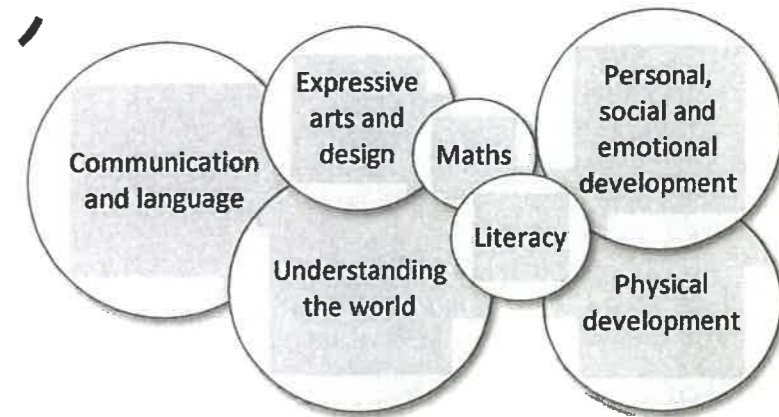 Communication
and language
Expressive
arts and
design
Maths
Personal,
social and
emotional
development
Understanding
the world
Literacy
Physical
development